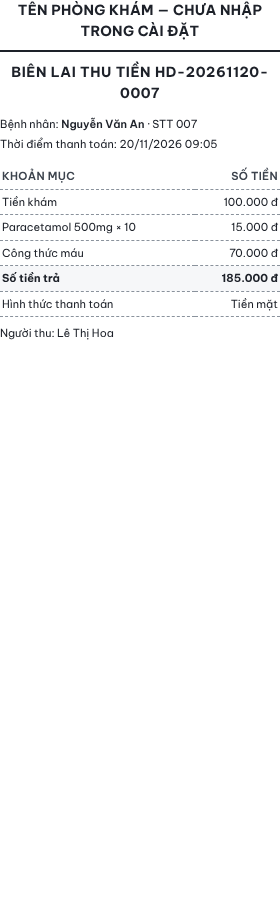 TÊN PHÒNG KHÁM — CHƯA NHẬP
TRONG CÀI ĐẶT
BIÊN LAI THU TIỀN HD-20261120-
0007
Bệnh nhân: Nguyễn Văn An · STT 007
Thời điểm thanh toán: 20/11/2026 09:05
KHOẢN MỤC SỐ TIỀN
Tiền khám 100.000 đ
Paracetamol 500mg × 10 15.000 đ
Công thức máu 70.000 đ
Số tiền trả 185.000 đ
Hình thức thanh toán Tiền mặt
Người thu: Lê Thị Hoa